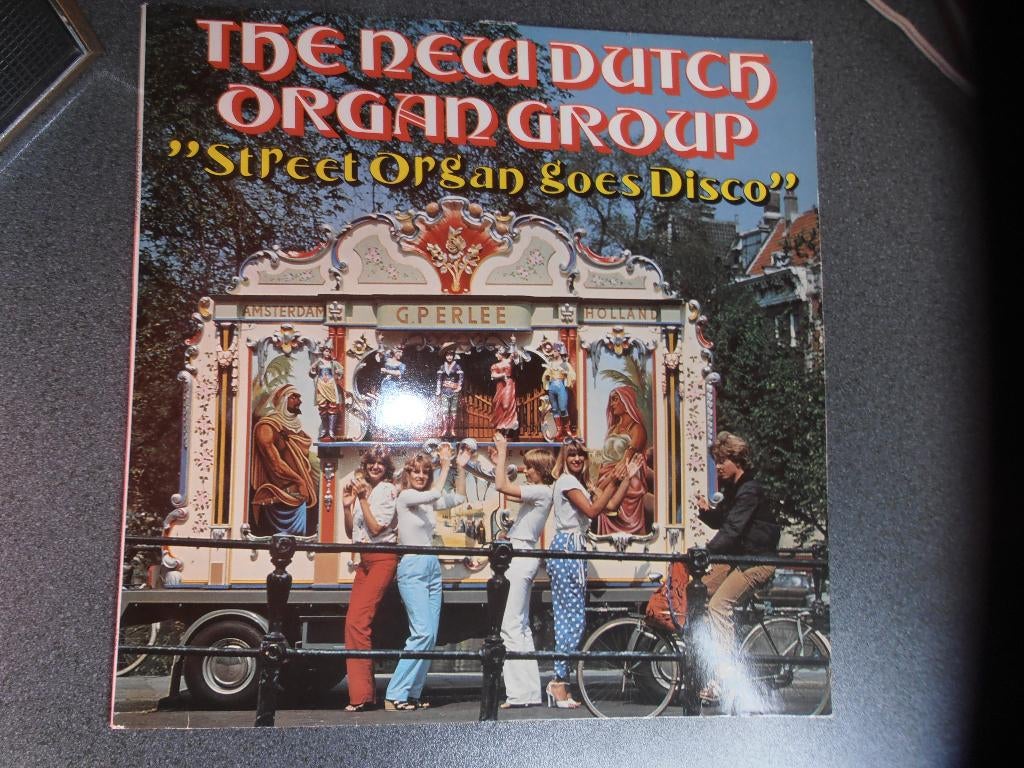 The new Dutch
Organ Group
"Street Organ goes Disco"
AMSTERDAM G.PERLEE HOLLAND